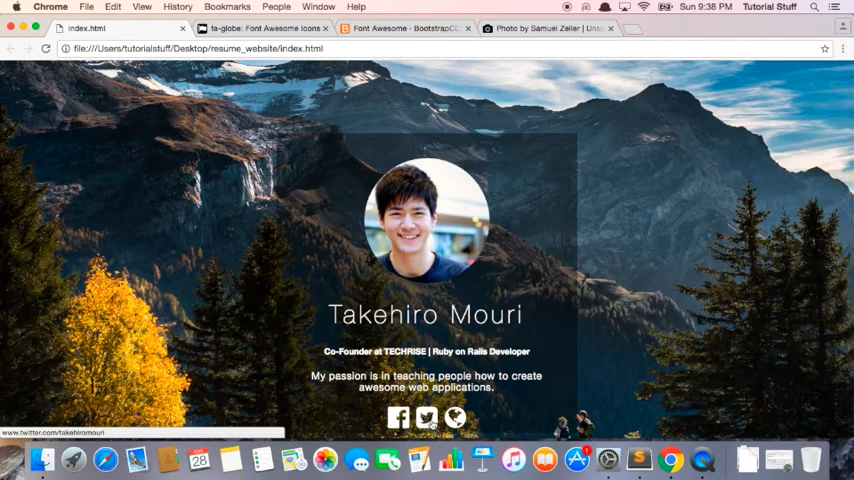 Chrome File Edit View History Bookmarks People Window Help Sun 9:38 PM Tutorial Stuff
index.html fa-globe: Font Awesome Icons Font Awesome · BootstrapCD Photo by Samuel Zeller | Uns
file:///Users/tutorialstuff/Desktop/resume_website/index.html
Takehiro Mouri
Co-Founder at TECHRISE | Ruby on Rails Developer
My passion is in teaching people how to create
awesome web applications.
www.twitter.com/takehiromouri
28
1